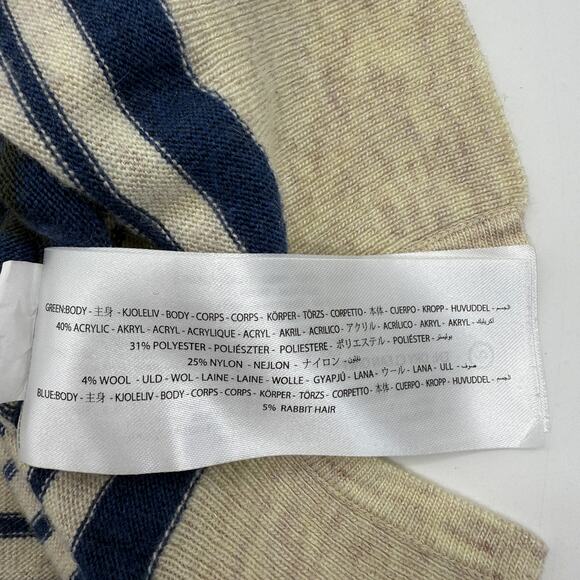 GREEN:BODY - 主身 - KJOLELIV - BODY - CORPS - CORPS - KÖRPER - TÖRZS - CORPETTO - 本体 - CUERPO - KROPP - HUVUDDEL - الجسم
40% ACRYLIC - AKRYL - ACRYL - ACRYLIQUE - ACRYL - AKRIL - ACRILICO - アクリル - ACRÍLICO - AKRYL - AKRYL - أكريليك
31% POLYESTER - POLIÉSZTER - POLIESTERE - ポリエステル - POLIÉSTER - بوليستر
25% NYLON - NEJLON - ナイロン - نايلون
4% WOOL - ULD - WOL - LAINE - LAINE - WOLLE - GYAPJÚ - LANA - ウール - LANA - ULL - صوف
BLUE:BODY - 主身 - KJOLELIV - BODY - CORPS - CORPS - KÖRPER - TÖRZS - CORPETTO - 本体 - CUERPO - KROPP - HUVUDDEL - الجسم
5% RABBIT HAIR